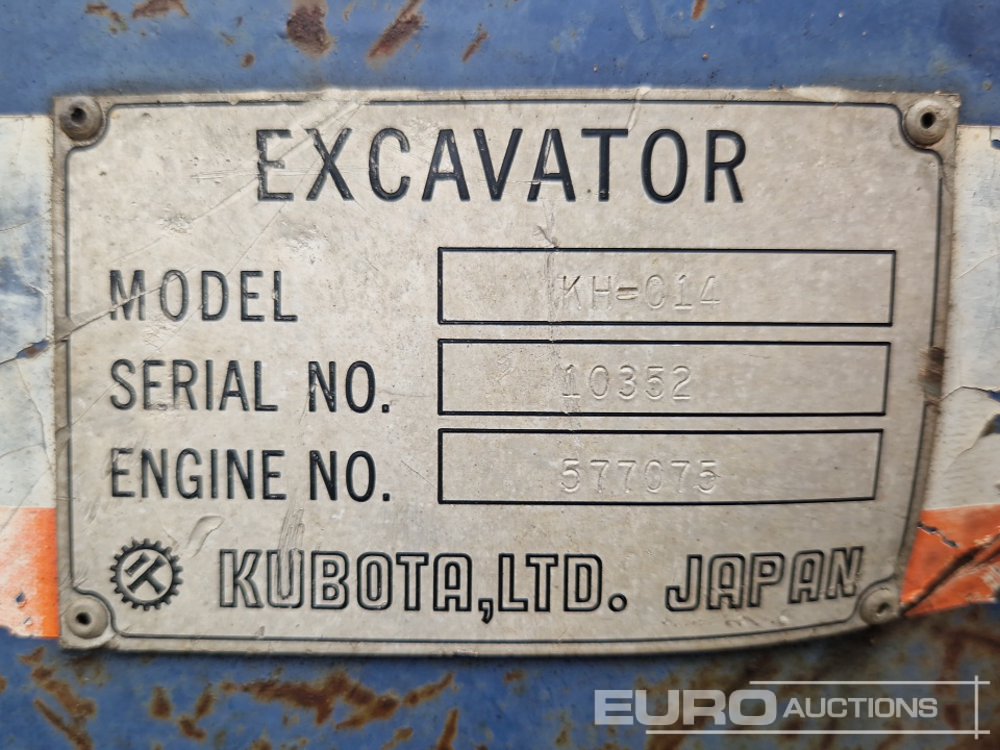 EXCAVATOR
MODEL KH-014
SERIAL NO. 10352
ENGINE NO. 577075
KUBOTA,LTD. JAPAN
EURO AUCTIONS